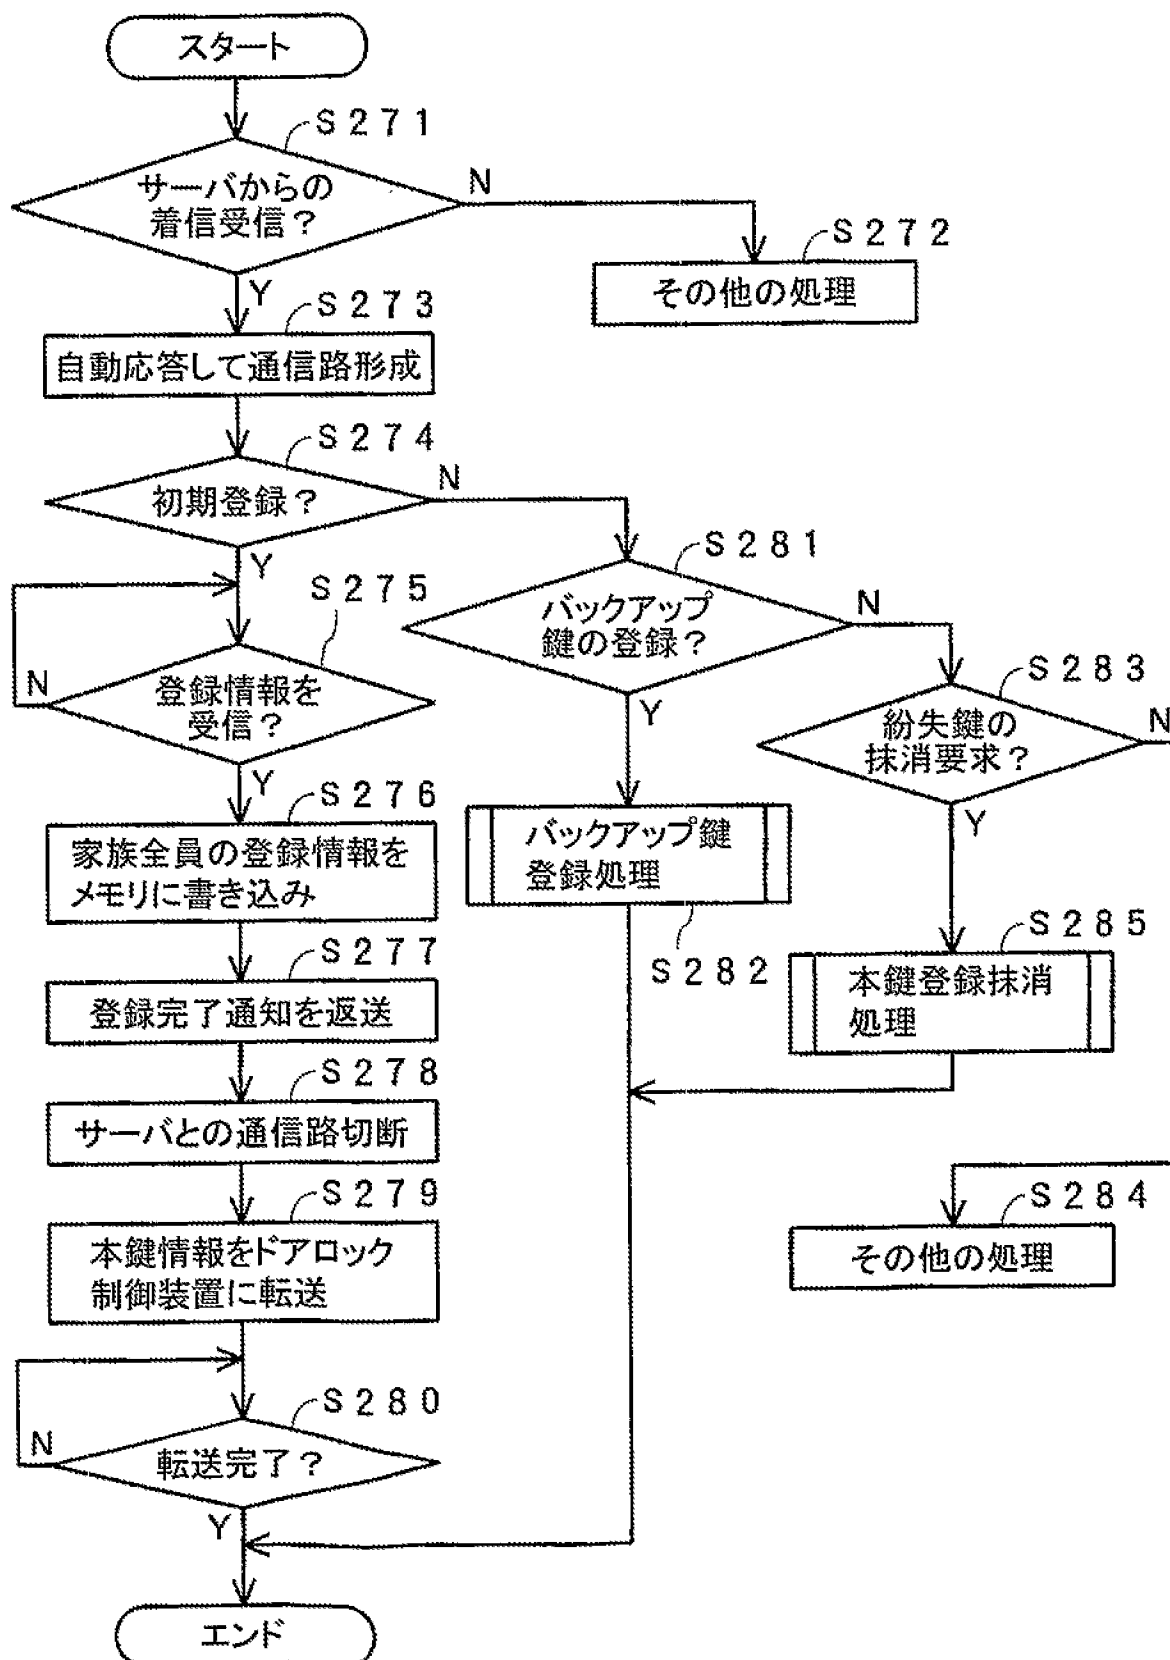 スタート
S271
サーバからの
着信受信?
N
S272
その他の処理
Y
S273
自動応答して通信路形成
S274
初期登録?
N
Y
S281
バックアップ
鍵の登録?
N
Y
S275
登録情報を
受信?
N
Y
S283
紛失鍵の
抹消要求?
N
Y
S276
家族全員の登録情報を
メモリに書き込み
バックアップ鍵
登録処理
S282
S285
本鍵登録抹消
処理
S277
登録完了通知を返送
S278
サーバとの通信路切断
S279
本鍵情報をドアロック
制御装置に転送
S284
その他の処理
S280
転送完了?
N
Y
エンド